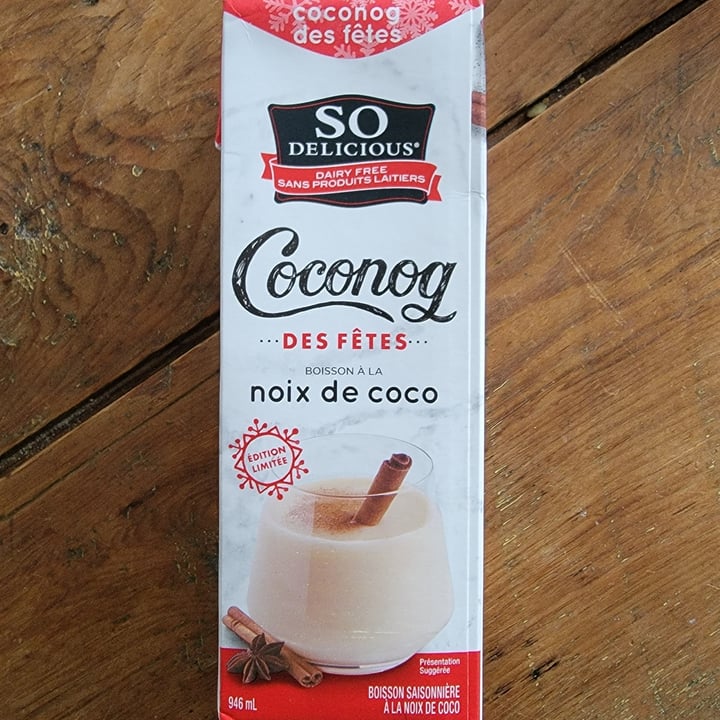 coconog
des fêtes
SO
DELICIOUS®
DAIRY FREE
SANS PRODUITS LAITIERS
Coconog
DES FÊTES
BOISSON À LA
noix de coco
ÉDITION
LIMITÉE
Présentation
Suggérée
946 mL
BOISSON SAISONNIÈRE
À LA NOIX DE COCO